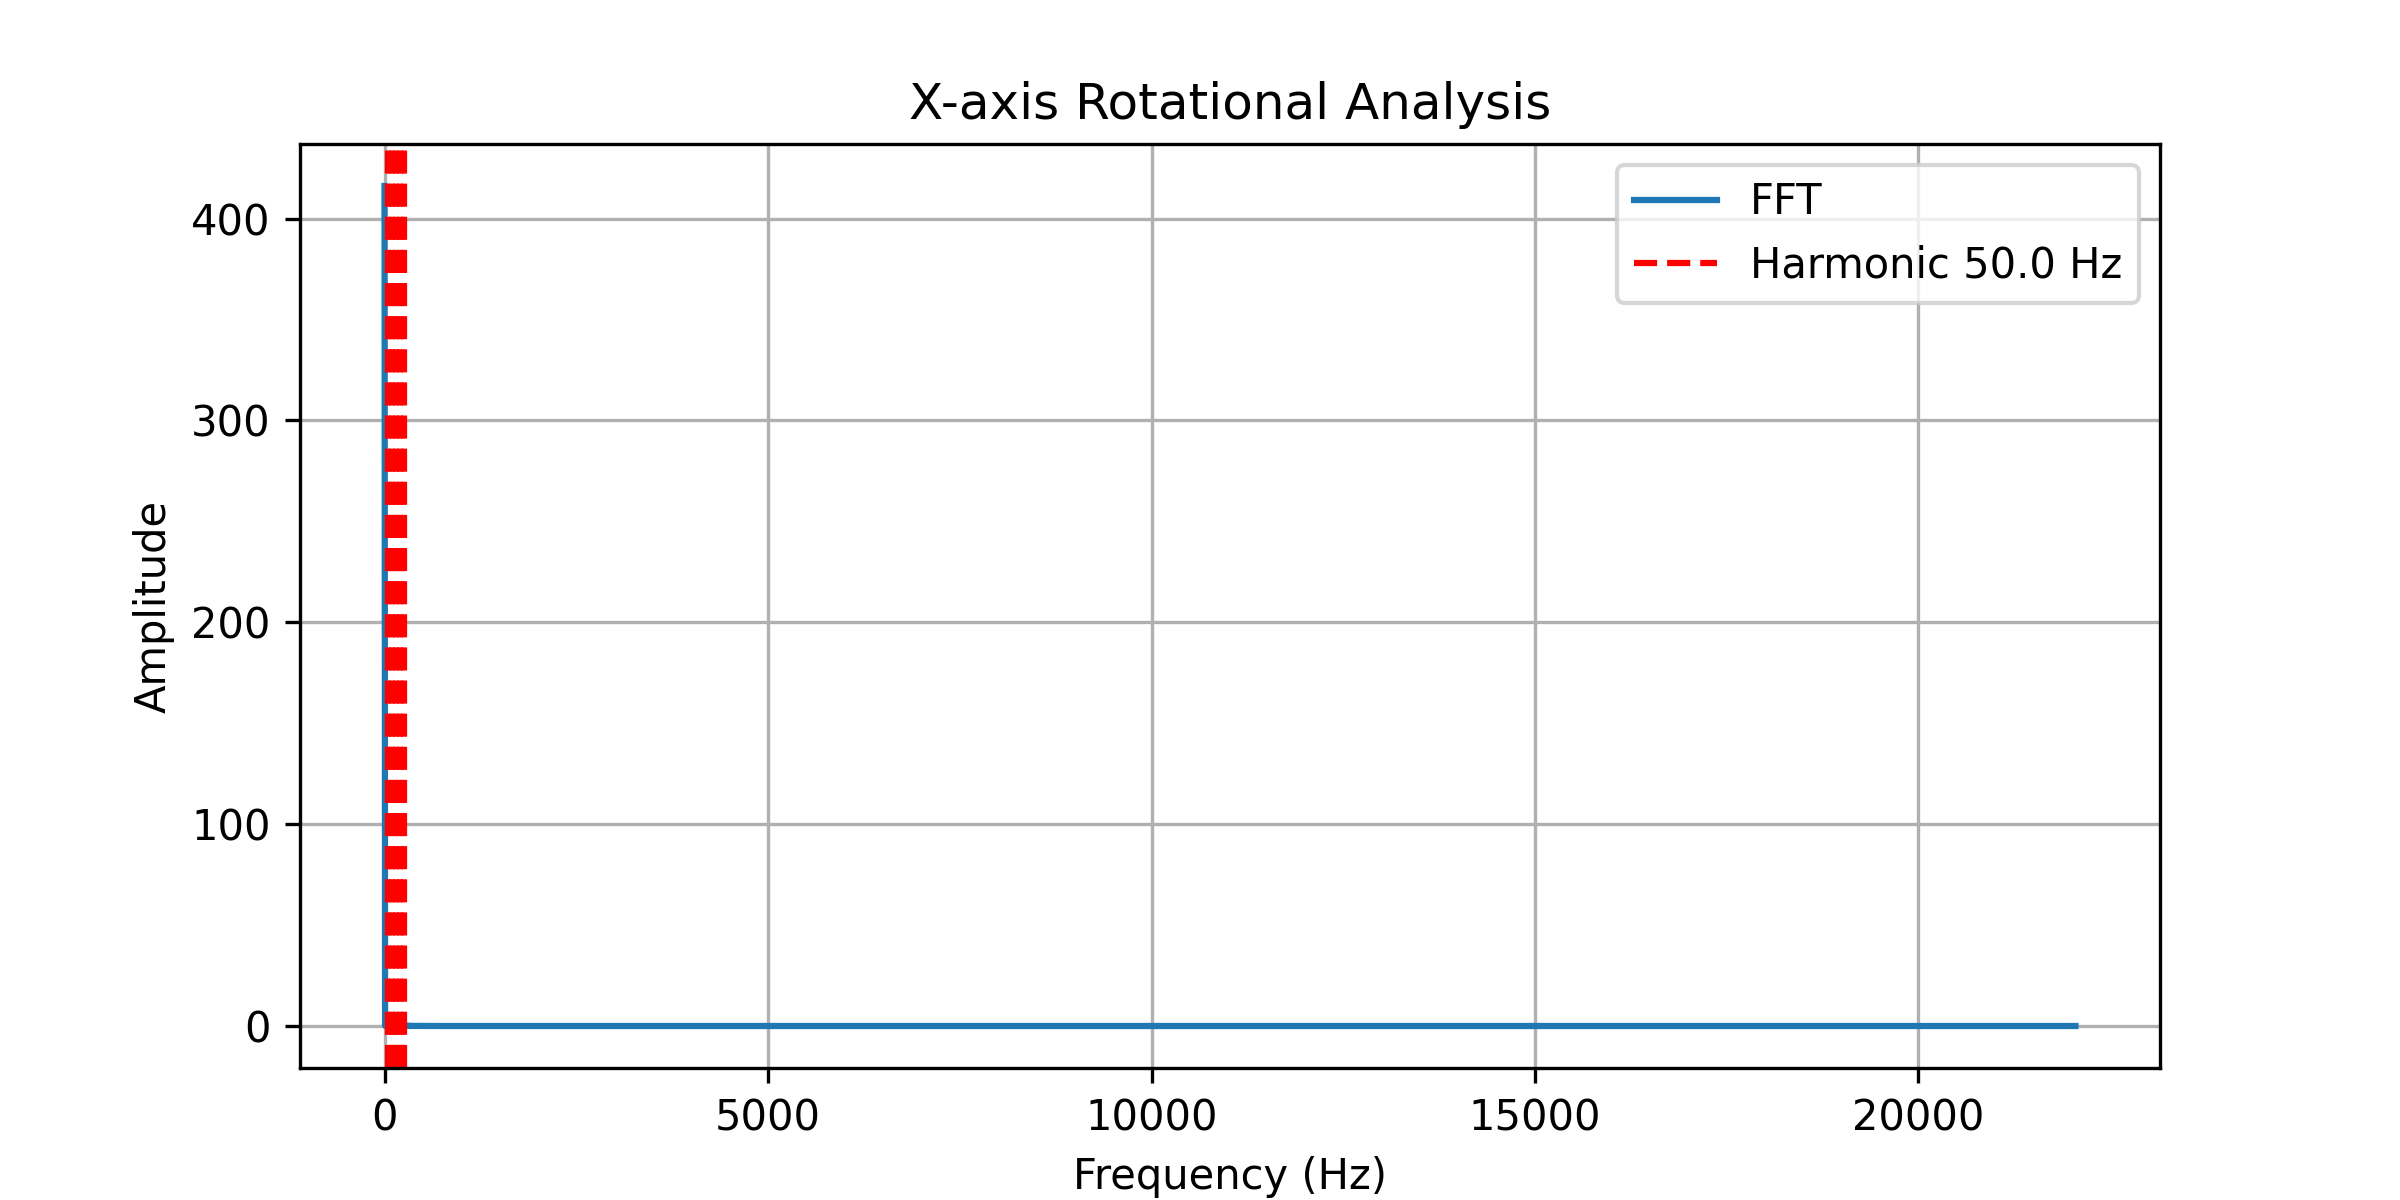 X-axis Rotational Analysis
FFT
Harmonic 50.0 Hz
Amplitude
400
300
200
100
0
0 5000 10000 15000 20000
Frequency (Hz)